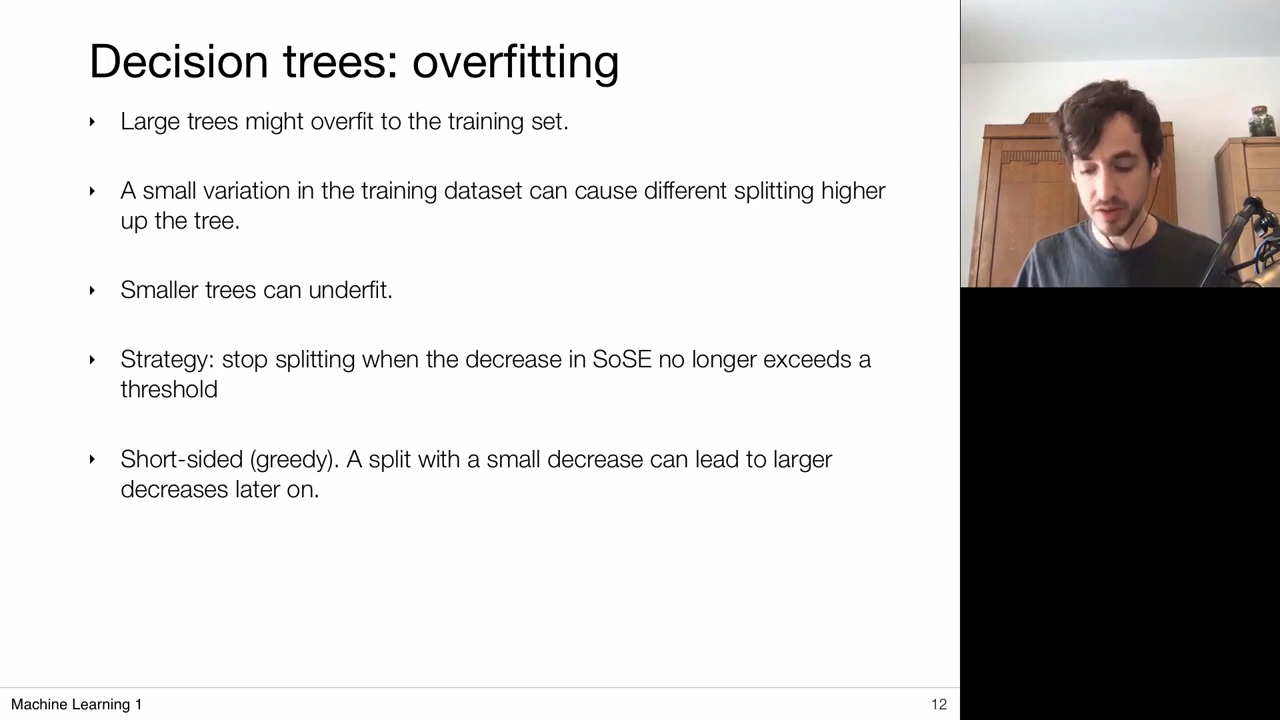 Decision trees: overfitting
‣ Large trees might overfit to the training set.
‣ A small variation in the training dataset can cause different splitting higher
up the tree.
‣ Smaller trees can underfit.
‣ Strategy: stop splitting when the decrease in SoSE no longer exceeds a
threshold
‣ Short-sided (greedy). A split with a small decrease can lead to larger
decreases later on.
Machine Learning 1
12